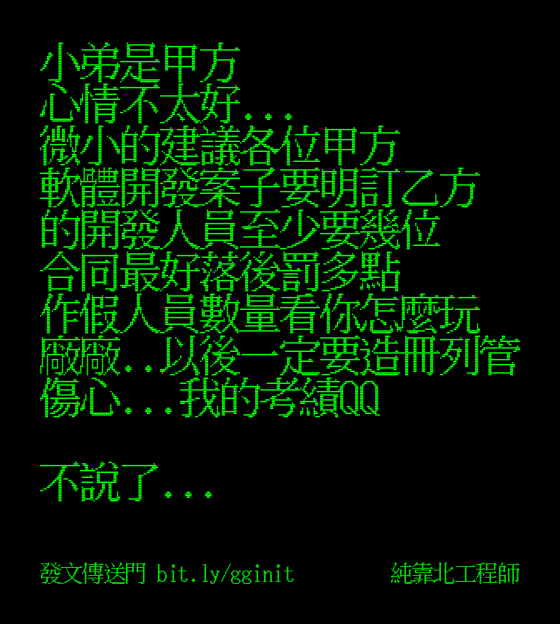 小弟是甲方
心情不太好...
微小的建議各位甲方
軟體開發案子要明訂乙方
的開發人員至少要幾位
合同最好落後罰多點
作假人員數量看你怎麼玩
廠廠..以後一定要造冊列管
傷心...我的考績QQ
不說了...
發文傳送門 bit.ly/gginit 純靠北工程師